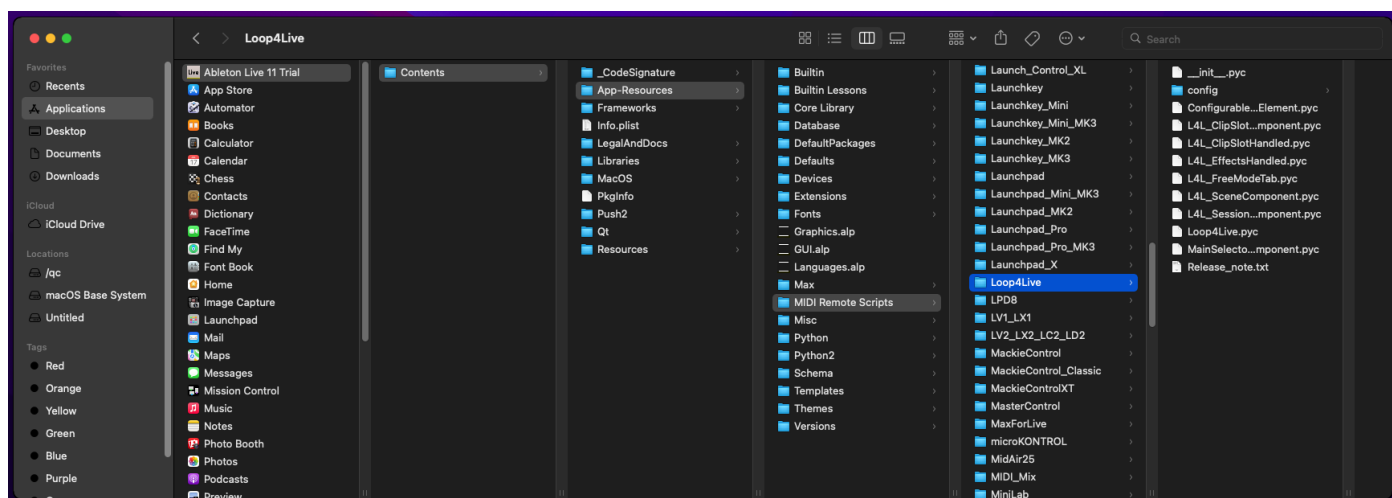 Loop4Live
Search
Favorites
Recents
Applications
Desktop
Documents
Downloads
iCloud
iCloud Drive
Locations
/qc
macOS Base System
Untitled
Tags
Red
Orange
Yellow
Green
Blue
Purple
Ableton Live 11 Trial
App Store
Automator
Books
Calculator
Calendar
Chess
Contacts
Dictionary
FaceTime
Find My
Font Book
Home
Image Capture
Launchpad
Mail
Maps
Messages
Mission Control
Music
Notes
Photo Booth
Photos
Podcasts
Preview
Contents
_CodeSignature
App-Resources
Frameworks
Info.plist
LegalAndDocs
Libraries
MacOS
PkgInfo
Push2
Qt
Resources
Builtin
Builtin Lessons
Core Library
Database
DefaultPackages
Defaults
Devices
Extensions
Fonts
Graphics.alp
GUI.alp
Languages.alp
Max
MIDI Remote Scripts
Misc
Python
Python2
Schema
Templates
Themes
Versions
Launch_Control_XL
Launchkey
Launchkey_Mini
Launchkey_Mini_MK3
Launchkey_MK2
Launchkey_MK3
Launchpad
Launchpad_Mini_MK3
Launchpad_MK2
Launchpad_Pro
Launchpad_Pro_MK3
Launchpad_X
Loop4Live
LPD8
LV1_LX1
LV2_LX2_LC2_LD2
MackieControl
MackieControl_Classic
MackieControlXT
MasterControl
MaxForLive
microKONTROL
MidAir25
MIDI_Mix
MiniLab
__init__.pyc
config
Configurable...Element.pyc
L4L_ClipSlot...mponent.pyc
L4L_ClipSlotHandled.pyc
L4L_EffectsHandled.pyc
L4L_FreeModeTab.pyc
L4L_SceneComponent.pyc
L4L_Session...mponent.pyc
Loop4Live.pyc
MainSelecto...mponent.pyc
Release_note.txt